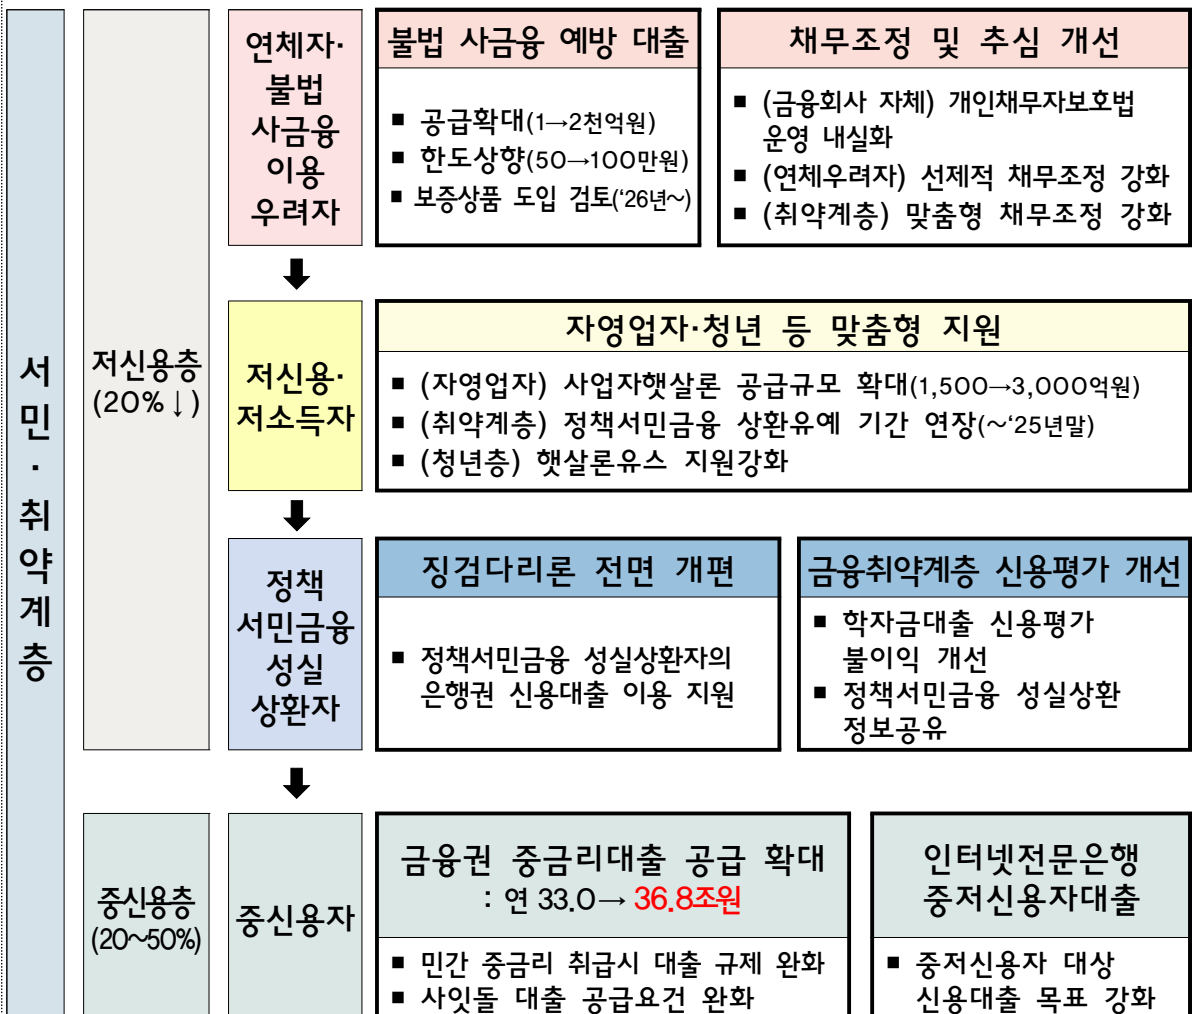 서민·취약계층
저신용층
(20%↓)
연체자·
불법
사금융
이용
우려자
불법 사금융 예방 대출
■ 공급확대(1→2천억원)
■ 한도상향(50→100만원)
■ 보증상품 도입 검토(‘26년~)
채무조정 및 추심 개선
■ (금융회사 자체) 개인채무자보호법
운영 내실화
■ (연체우려자) 선제적 채무조정 강화
■ (취약계층) 맞춤형 채무조정 강화
저신용·
저소득자
자영업자·청년 등 맞춤형 지원
■ (자영업자) 사업자햇살론 공급규모 확대(1,500→3,000억원)
■ (취약계층) 정책서민금융 상환유예 기간 연장(~‘25년말)
■ (청년층) 햇살론유스 지원강화
정책
서민금융
성실
상환자
징검다리론 전면 개편
■ 정책서민금융 성실상환자의
은행권 신용대출 이용 지원
금융취약계층 신용평가 개선
■ 학자금대출 신용평가
불이익 개선
■ 정책서민금융 성실상환
정보공유
중신용층
(20~50%)
중신용자
금융권 중금리대출 공급 확대
: 연 33.0→ 36.8조원
■ 민간 중금리 취급시 대출 규제 완화
■ 사잇돌 대출 공급요건 완화
인터넷전문은행
중저신용자대출
■ 중저신용자 대상
신용대출 목표 강화